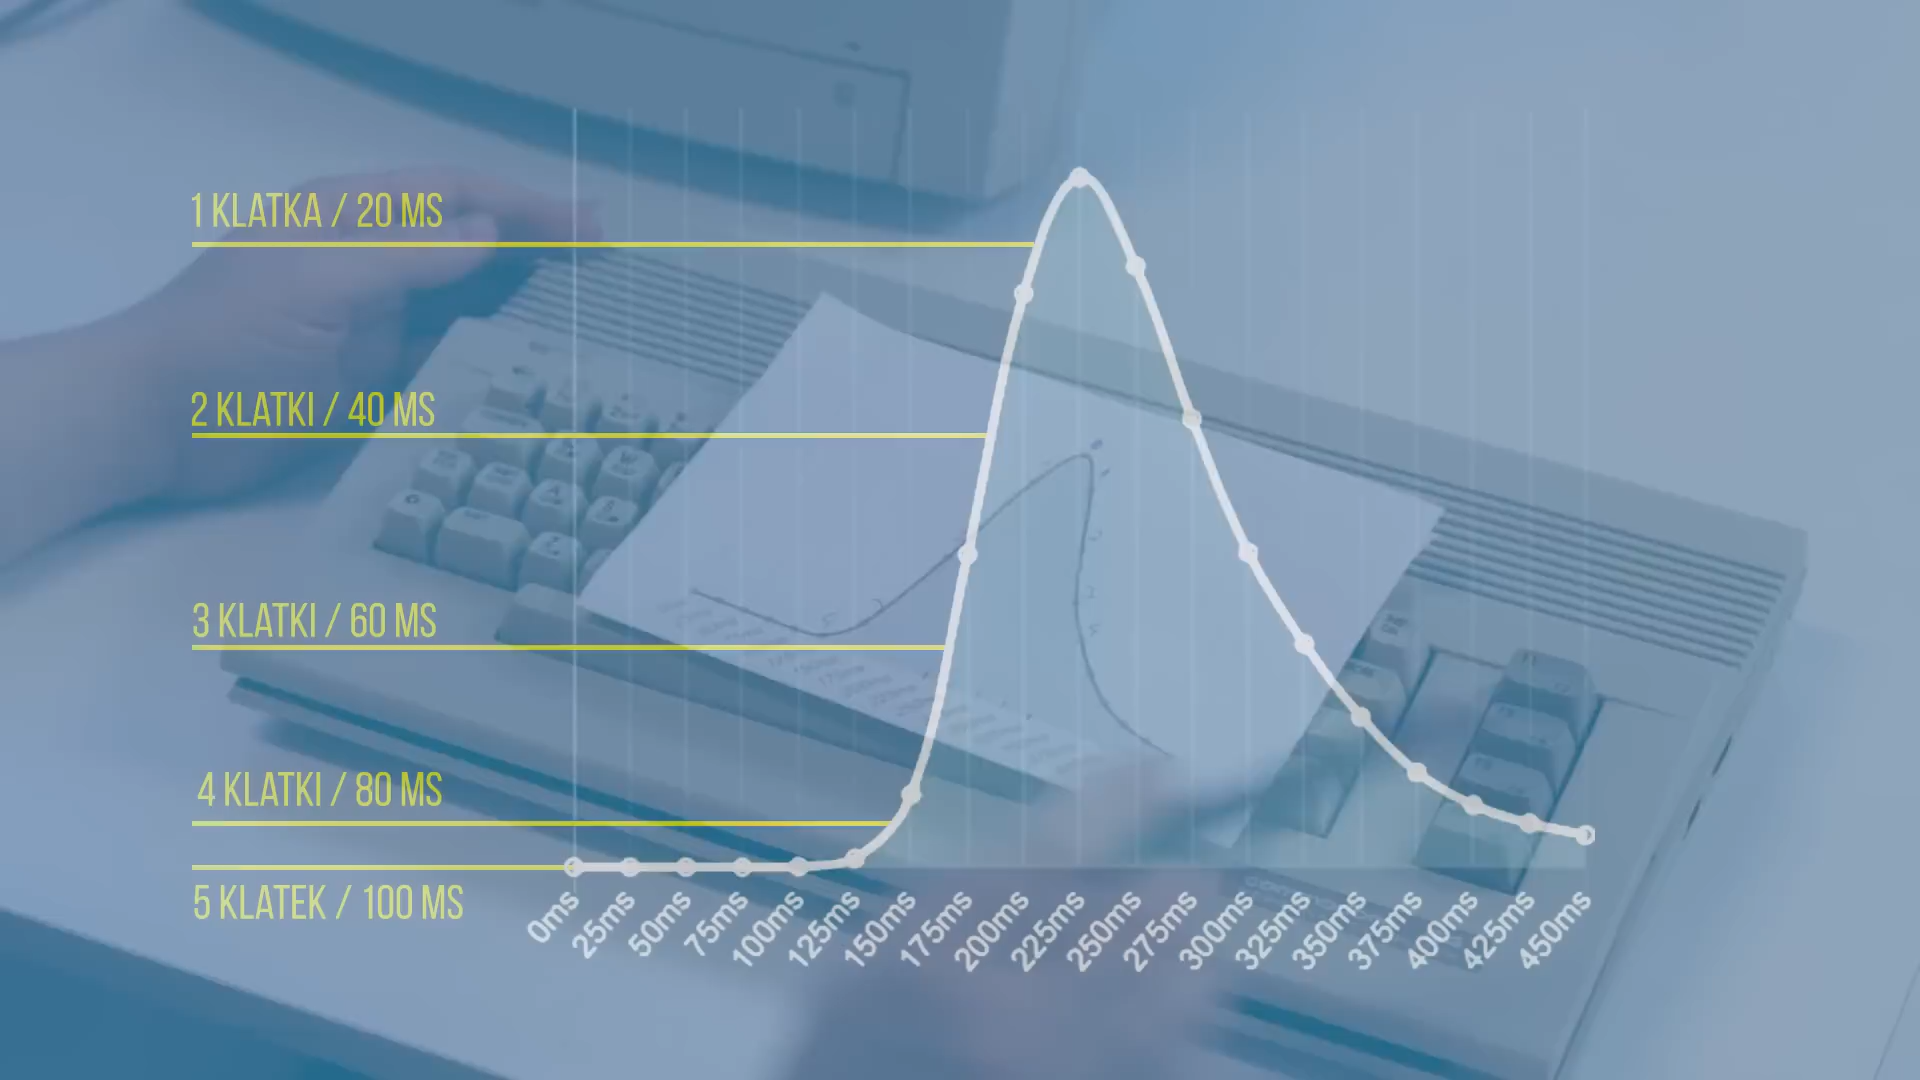 1 KLATKA / 20 MS
2 KLATKI / 40 MS
3 KLATKI / 60 MS
4 KLATKI / 80 MS
5 KLATEK / 100 MS
0ms
25ms
50ms
75ms
100ms
125ms
150ms
175ms
200ms
225ms
250ms
275ms
300ms
325ms
350ms
375ms
400ms
425ms
450ms